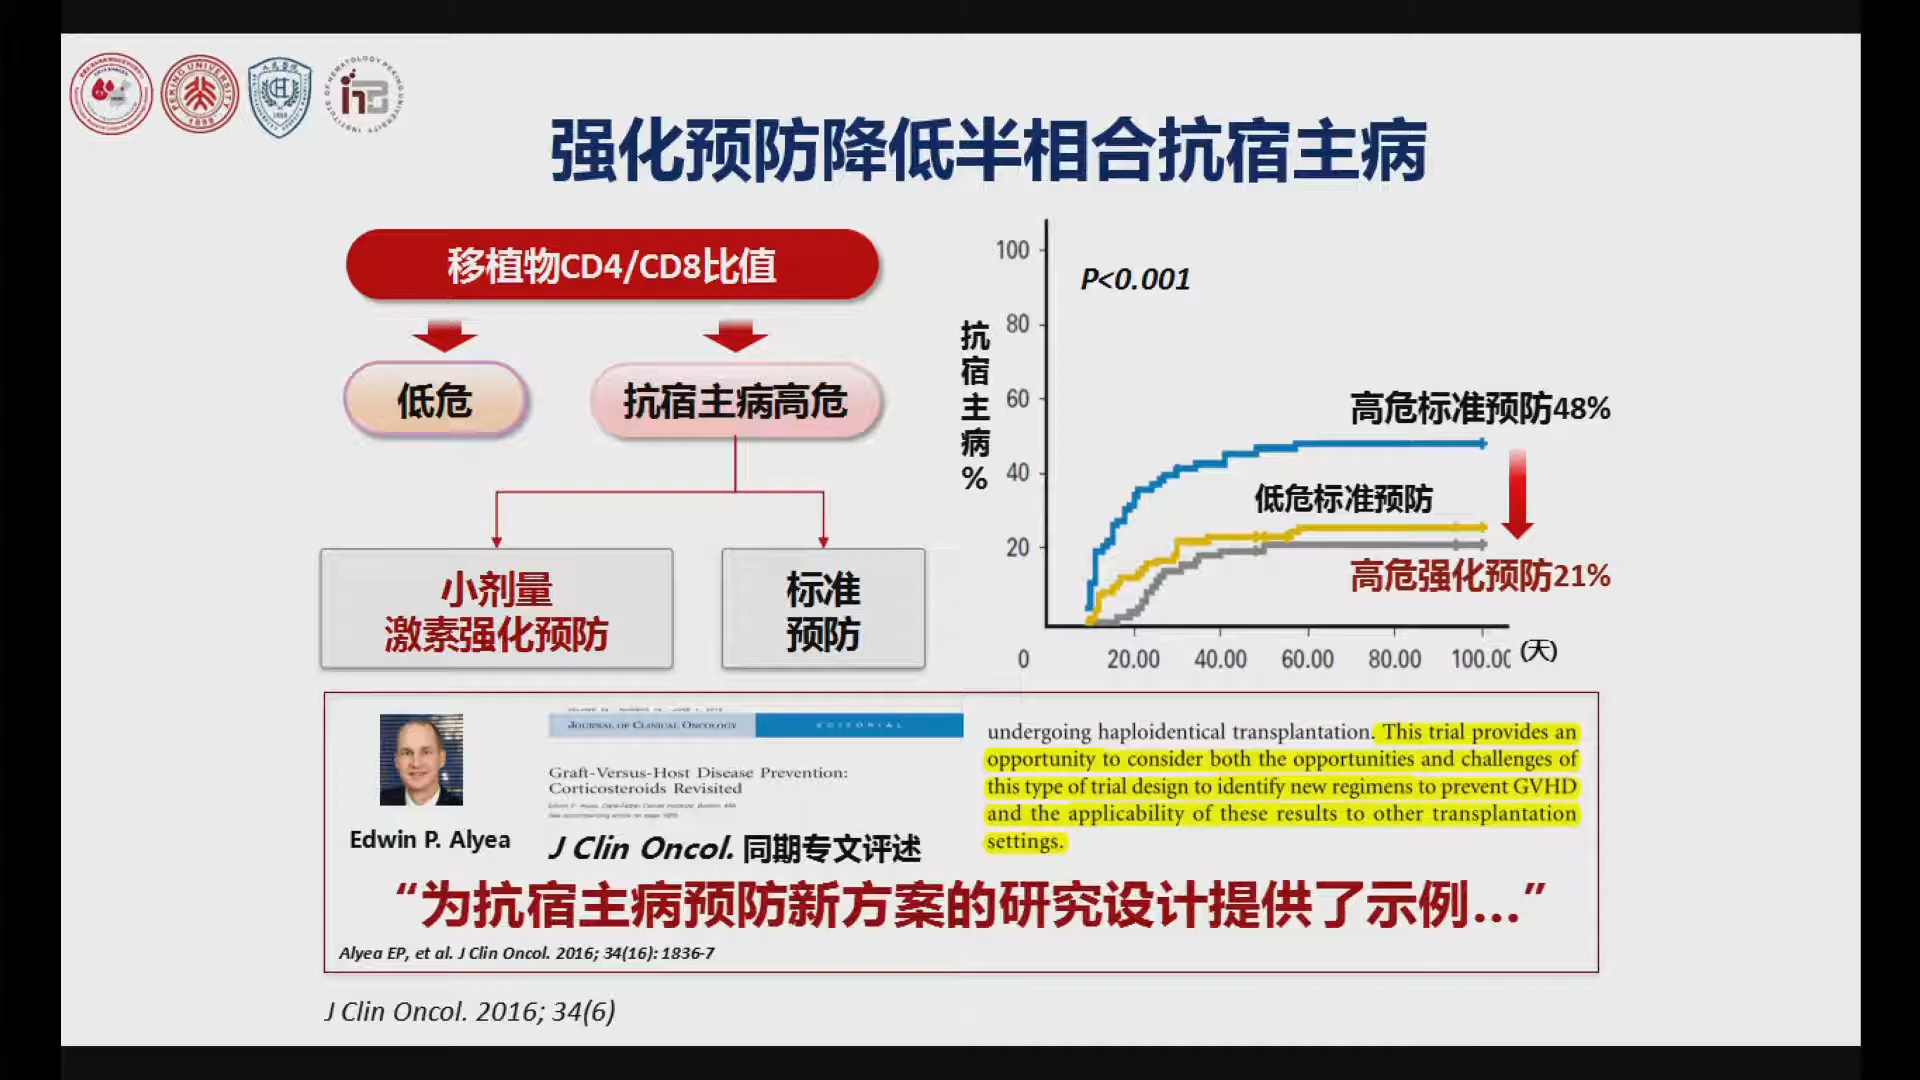 PEKING UNIVERSITY
1898
INSTITUTE OF HEMATOLOGY PEKING UNIVERSITY
强化预防降低半相合抗宿主病
移植物CD4/CD8比值
低危
抗宿主病高危
小剂量
激素强化预防
标准
预防
抗宿主病%
100
80
60
40
20
0
20.00
40.00
60.00
80.00
100.00
(天)
P<0.001
高危标准预防48%
低危标准预防
高危强化预防21%
Edwin P. Alyea
JOURNAL OF CLINICAL ONCOLOGY
EDITORIAL
Graft-Versus-Host Disease Prevention:
Corticosteroids Revisited
J Clin Oncol. 同期专文评述
undergoing haploidentical transplantation. This trial provides an
opportunity to consider both the opportunities and challenges of
this type of trial design to identify new regimens to prevent GVHD
and the applicability of these results to other transplantation
settings.
“为抗宿主病预防新方案的研究设计提供了示例...”
Alyea EP, et al. J Clin Oncol. 2016; 34(16): 1836-7
J Clin Oncol. 2016; 34(6)